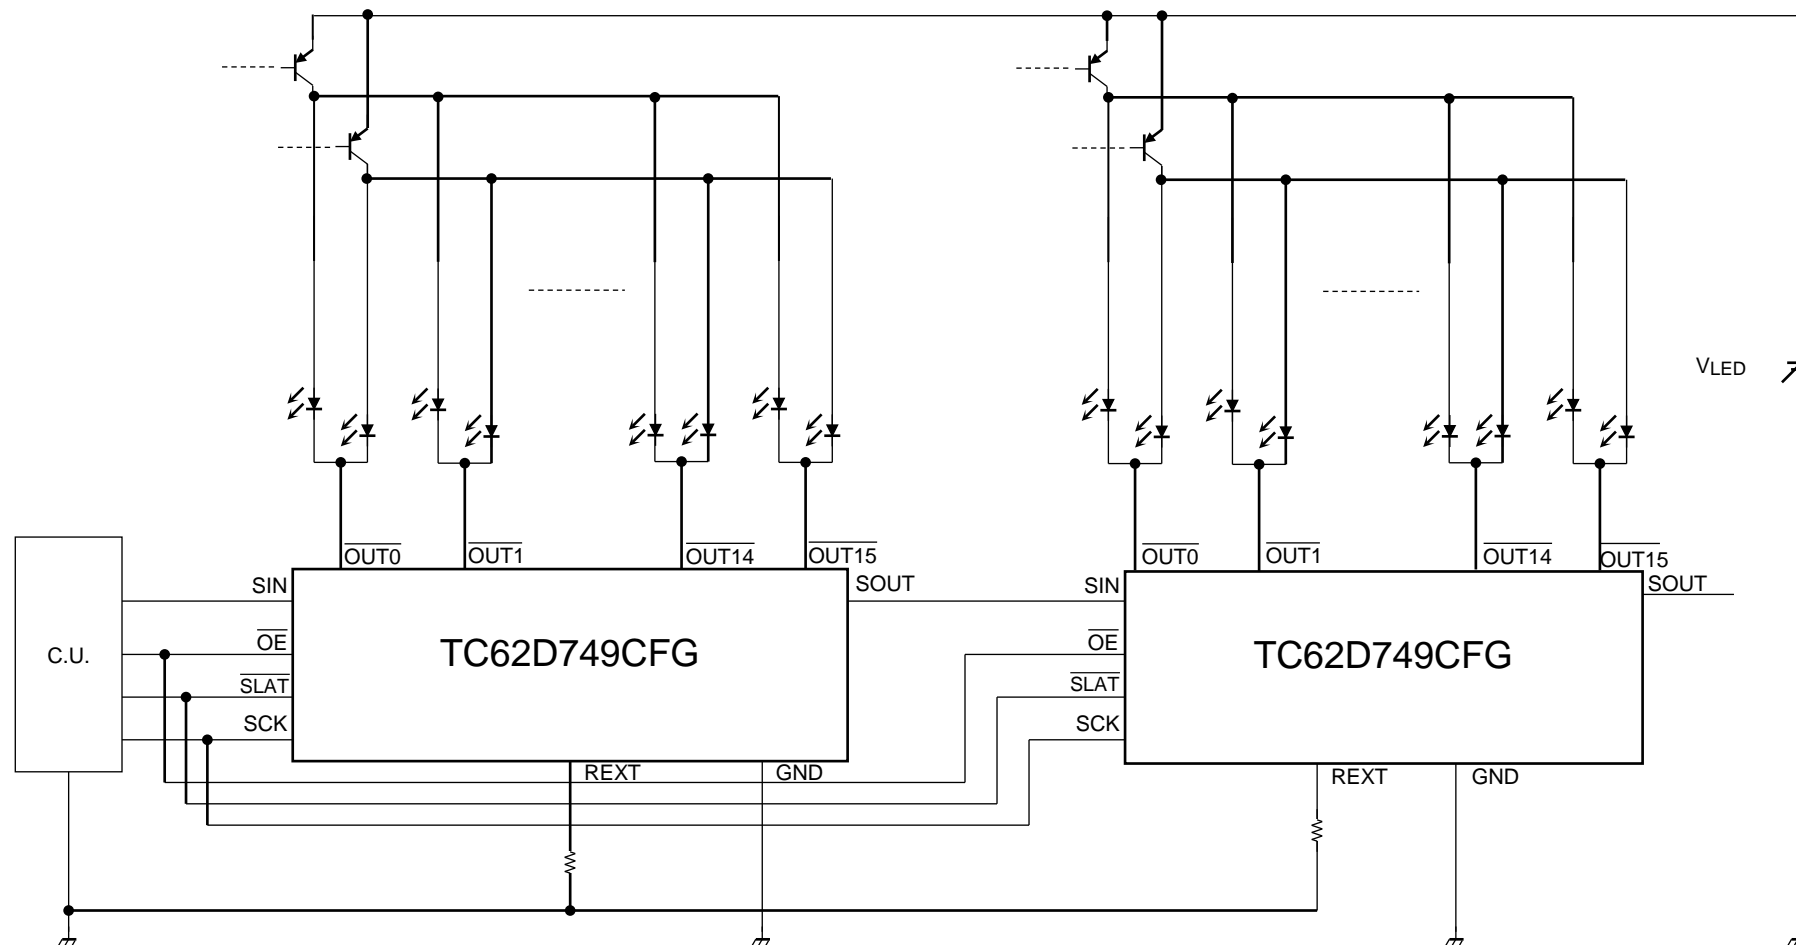 VLED
OUT0 OUT1 OUT14 OUT15
OUT0 OUT1 OUT14 OUT15
SIN SOUT
SIN SOUT
C.U.
OE
TC62D749CFG
OE
TC62D749CFG
SLAT
SLAT
SCK
SCK
REXT GND
REXT GND